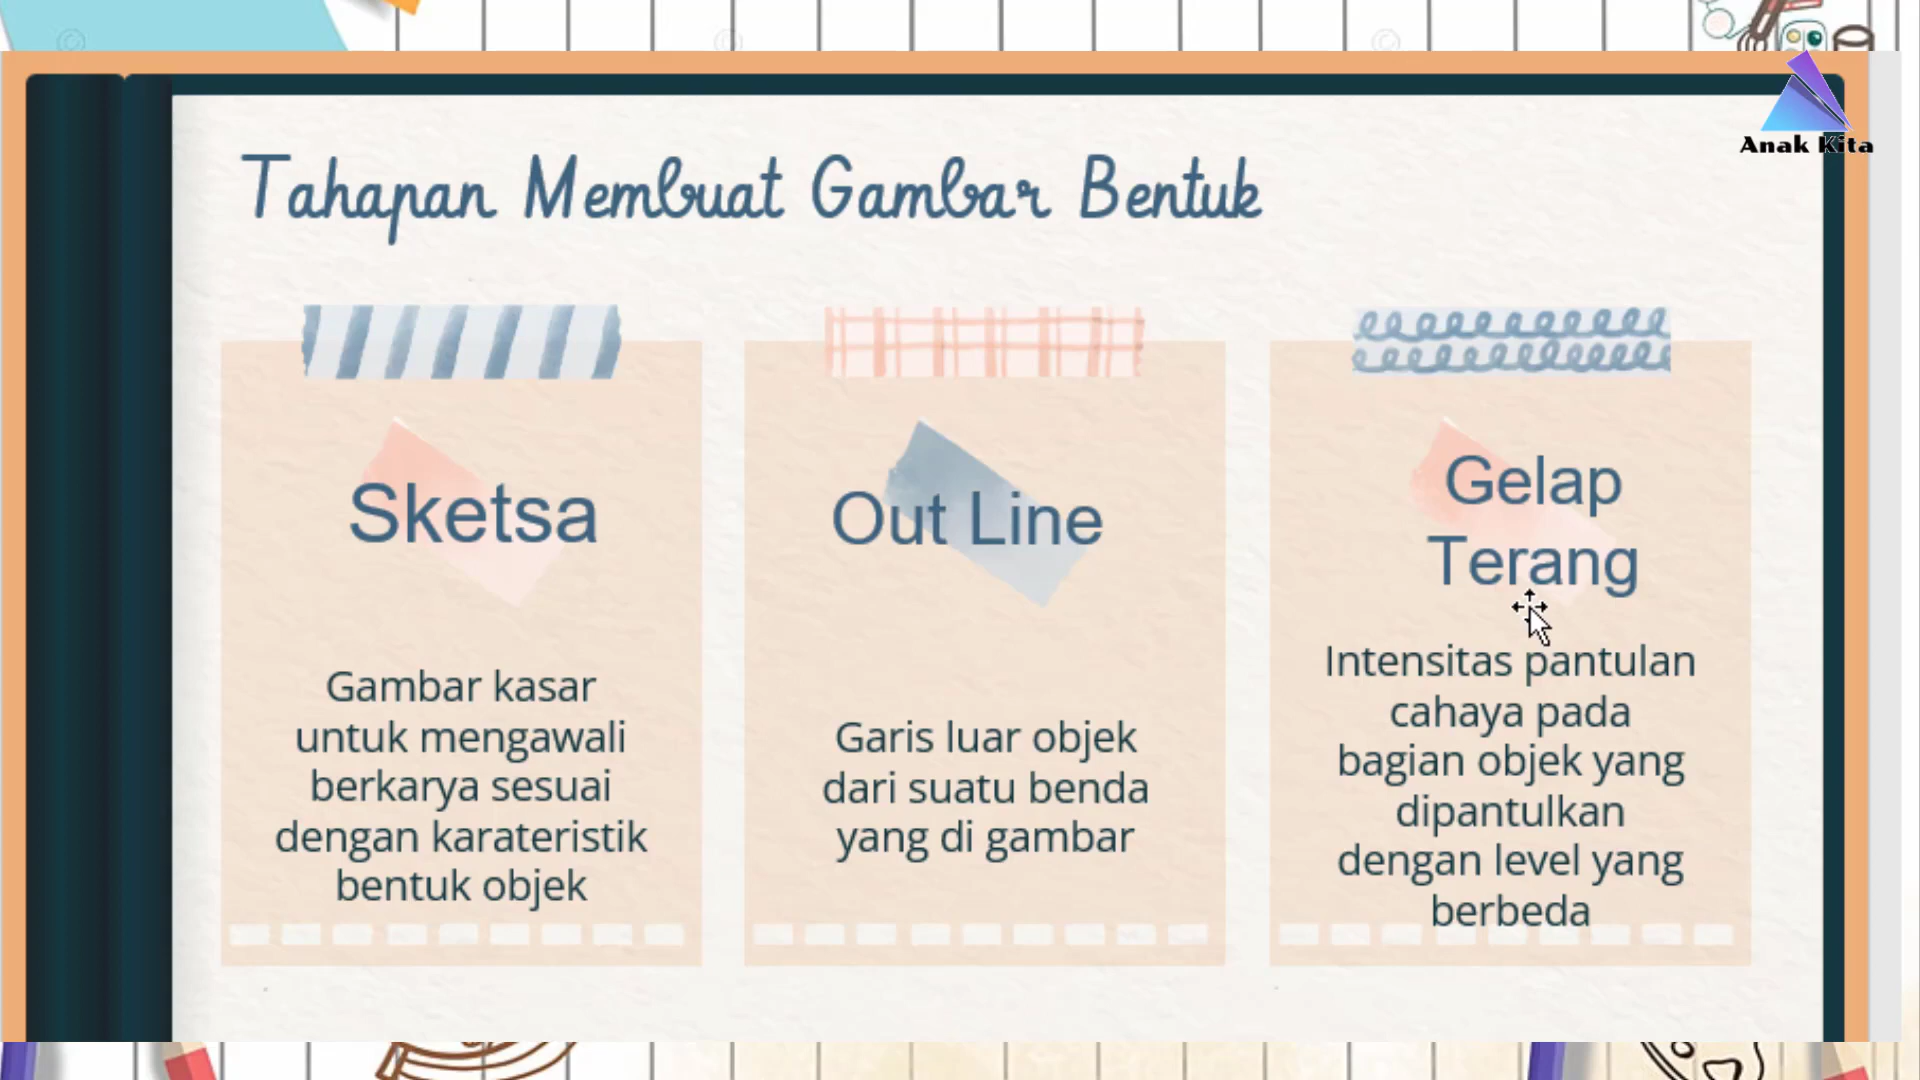 Anak Kita
Tahapan Membuat Gambar Bentuk
Sketsa
Gambar kasar
untuk mengawali
berkarya sesuai
dengan karateristik
bentuk objek
Out Line
Garis luar objek
dari suatu benda
yang di gambar
Gelap
Terang
Intensitas pantulan
cahaya pada
bagian objek yang
dipantulkan
dengan level yang
berbeda